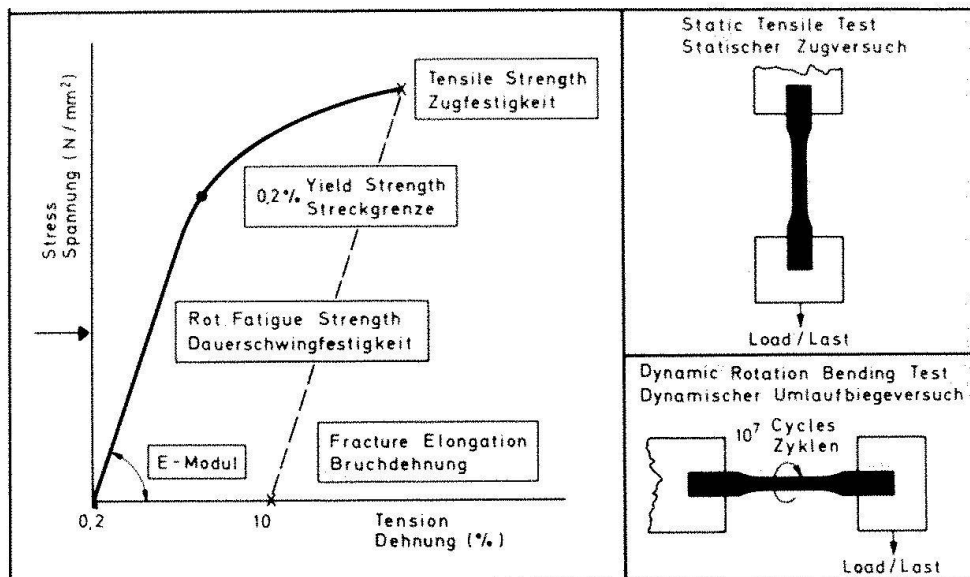 Stress
Spannung (N/mm²)
Tensile Strength
Zugfestigkeit
0,2% Yield Strength
Streckgrenze
Rot. Fatigue Strength
Dauerschwingfestigkeit
E-Modul
Fracture Elongation
Bruchdehnung
0,2
10
Tension
Dehnung (%)
Static Tensile Test
Statischer Zugversuch
Load/Last
Dynamic Rotation Bending Test
Dynamischer Umlaufbiegeversuch
10⁷ Cycles
Zyklen
Load/Last